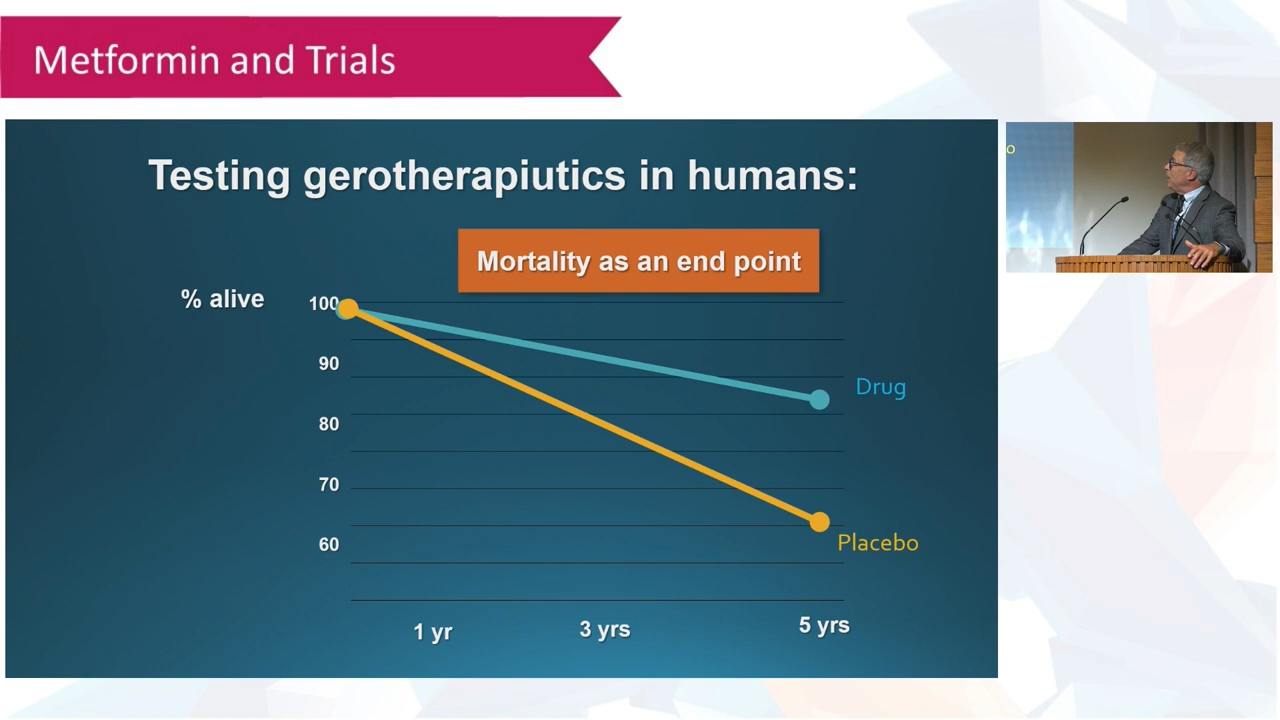 Metformin and Trials
Testing gerotherapiutics in humans:
Mortality as an end point
% alive
100
90
80
70
60
Drug
Placebo
1 yr
3 yrs
5 yrs
o